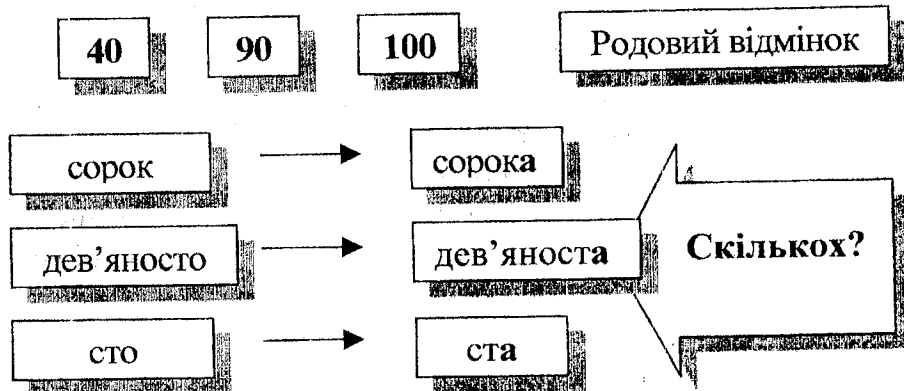 40 90 100 Родовий відмінок
сорок сорока
дев’яносто дев’яноста Скількох?
сто ста